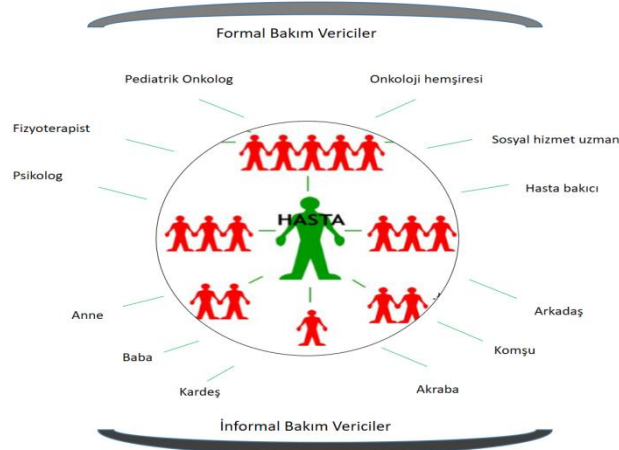 Formal Bakım Vericiler
Pediatrik Onkolog
Onkoloji hemşiresi
Fizyoterapist
Sosyal hizmet uzman
Psikolog
Hasta bakıcı
HASTA
Anne
Arkadaş
Baba
Komşu
Kardeş
Akraba
İnformal Bakım Vericiler